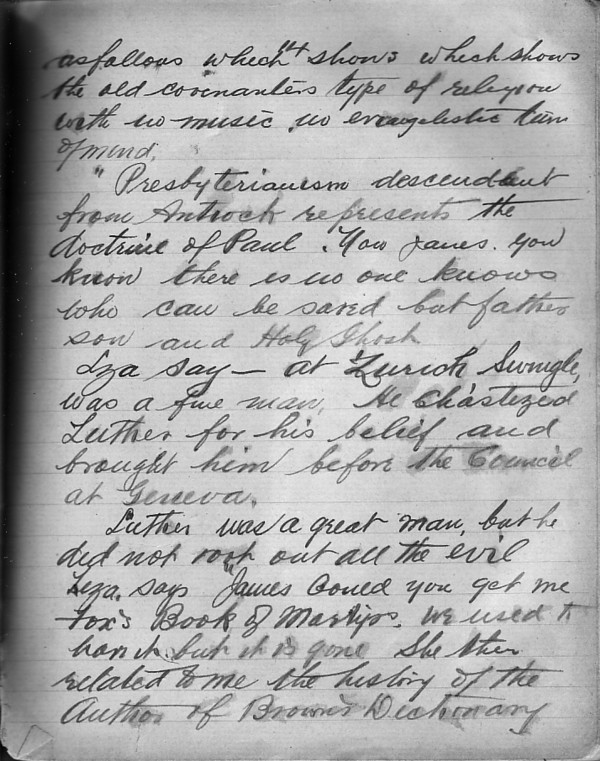 as follows which "4 shows which shows
the old covenanters type of religion
with no music, no evangelistic turn
of mind.
" Presbyterianism descendant
from Antioch represents the
doctrine of Paul. Now James. you
know there is no one knows
who can be saved but father
son and Holy Ghost
Liza say — at Zurich Swingle,
was a fine man, He chastezed
Luther for his belief and
brought him before the Council
at Geneva.
Luther was a great man, but he
did not root out all the evil
Liza. says "James Could you get me
Fox's Book of Martyrs. we used to
have it but it is gone She then
related to me the history of the
Author of Brown's Dictionary